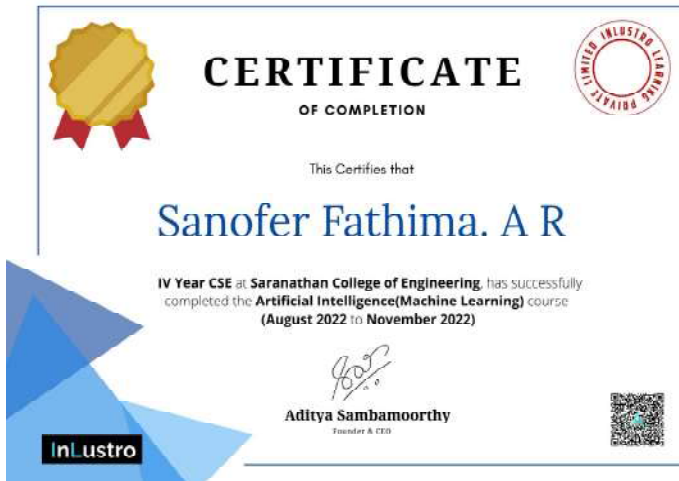 CERTIFICATE
OF COMPLETION
INLUSTRO LEARNING PRIVATE LIMITED
This Certifies that
Sanofer Fathima. A R
IV Year CSE at Saranathan College of Engineering, has successfully
completed the Artificial Intelligence(Machine Learning) course
(August 2022 to November 2022)
Aditya Sambamoorthy
Founder & CEO
InLustro